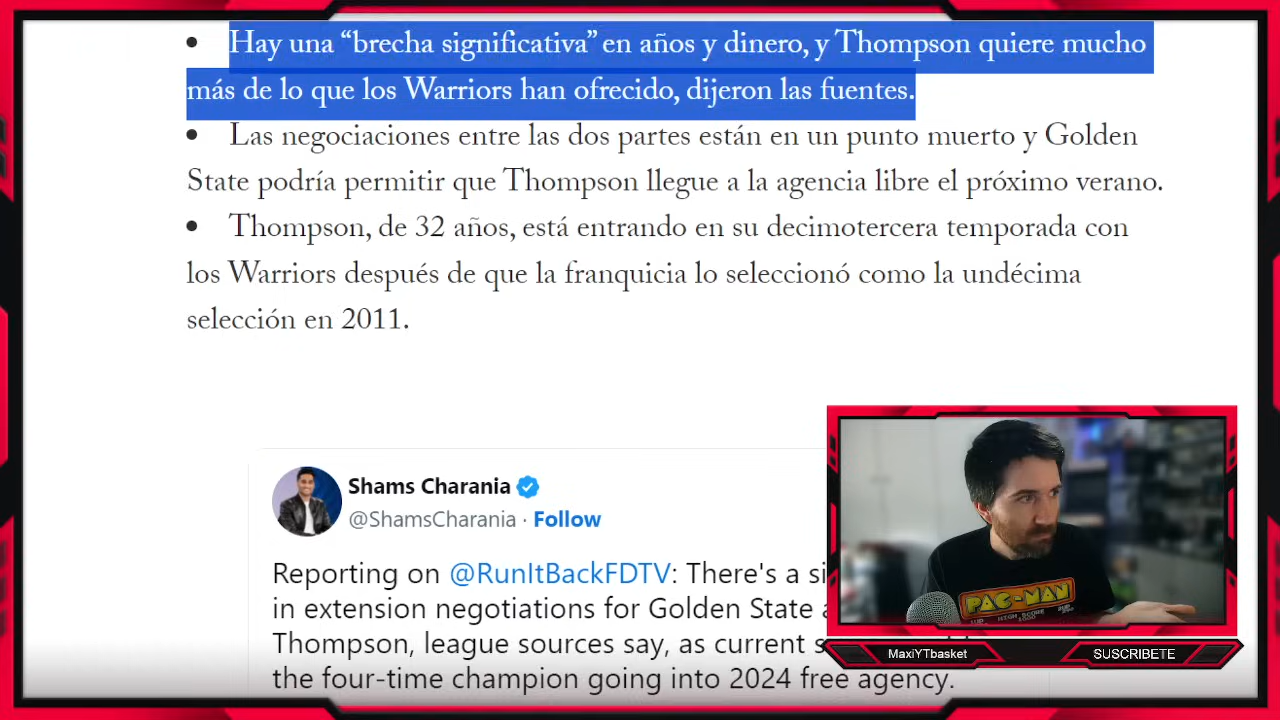 Hay una “brecha significativa” en años y dinero, y Thompson quiere mucho
más de lo que los Warriors han ofrecido, dijeron las fuentes.
Las negociaciones entre las dos partes están en un punto muerto y Golden
State podría permitir que Thompson llegue a la agencia libre el próximo verano.
Thompson, de 32 años, está entrando en su decimotercera temporada con
los Warriors después de que la franquicia lo seleccionó como la undécima
selección en 2011.
Shams Charania
@ShamsCharania · Follow
Reporting on @RunItBackFDTV: There's a si
in extension negotiations for Golden State a
Thompson, league sources say, as current s
the four-time champion going into 2024 free agency.
PAC-MAN
HIGH SCORE
MaxiYTbasket
SUSCRIBETE